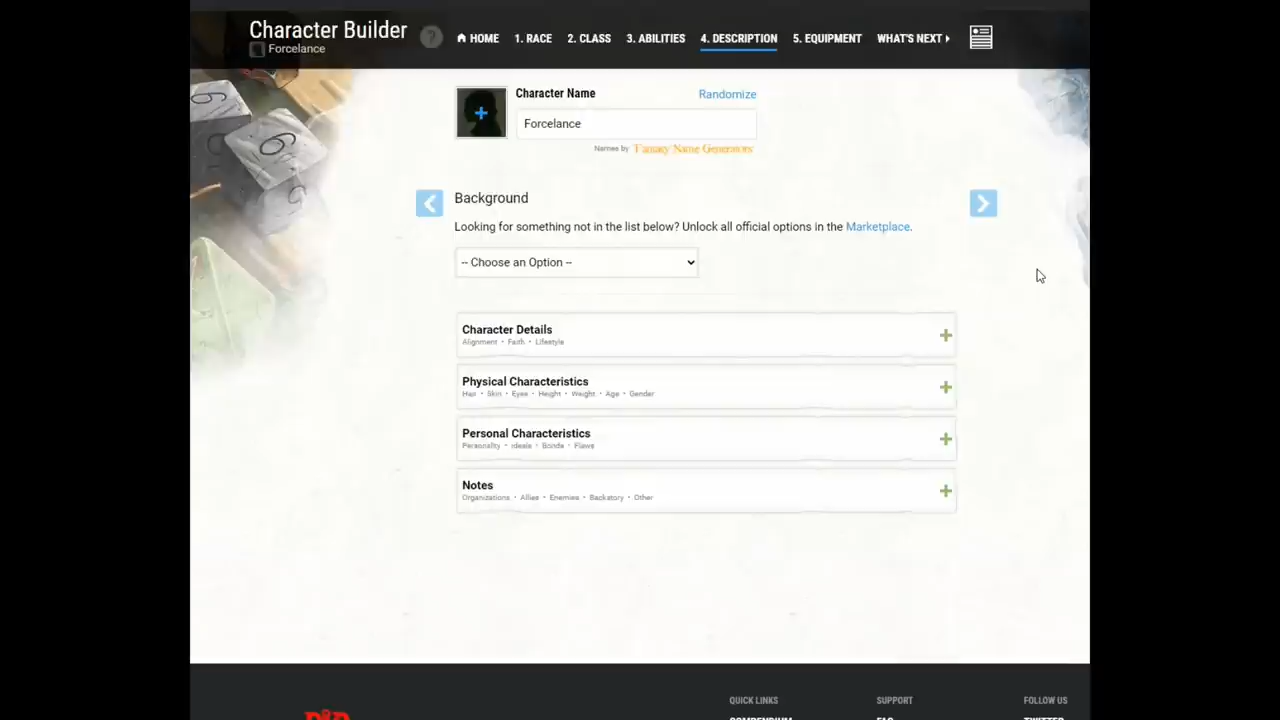 Character Builder
Forcelance
?
HOME
1. RACE
2. CLASS
3. ABILITIES
4. DESCRIPTION
5. EQUIPMENT
WHAT'S NEXT
Character Name
Randomize
Forcelance
Names by Fantasy Name Generators
Background
Looking for something not in the list below? Unlock all official options in the Marketplace.
-- Choose an Option --
Character Details
Alignment • Faith • Lifestyle
Physical Characteristics
Hair • Skin • Eyes • Height • Weight • Age • Gender
Personal Characteristics
Personality • Ideals • Bonds • Flaws
Notes
Organizations • Allies • Enemies • Backstory • Other
QUICK LINKS
SUPPORT
FOLLOW US
COMPENDIUM
FAQ
TWITTER